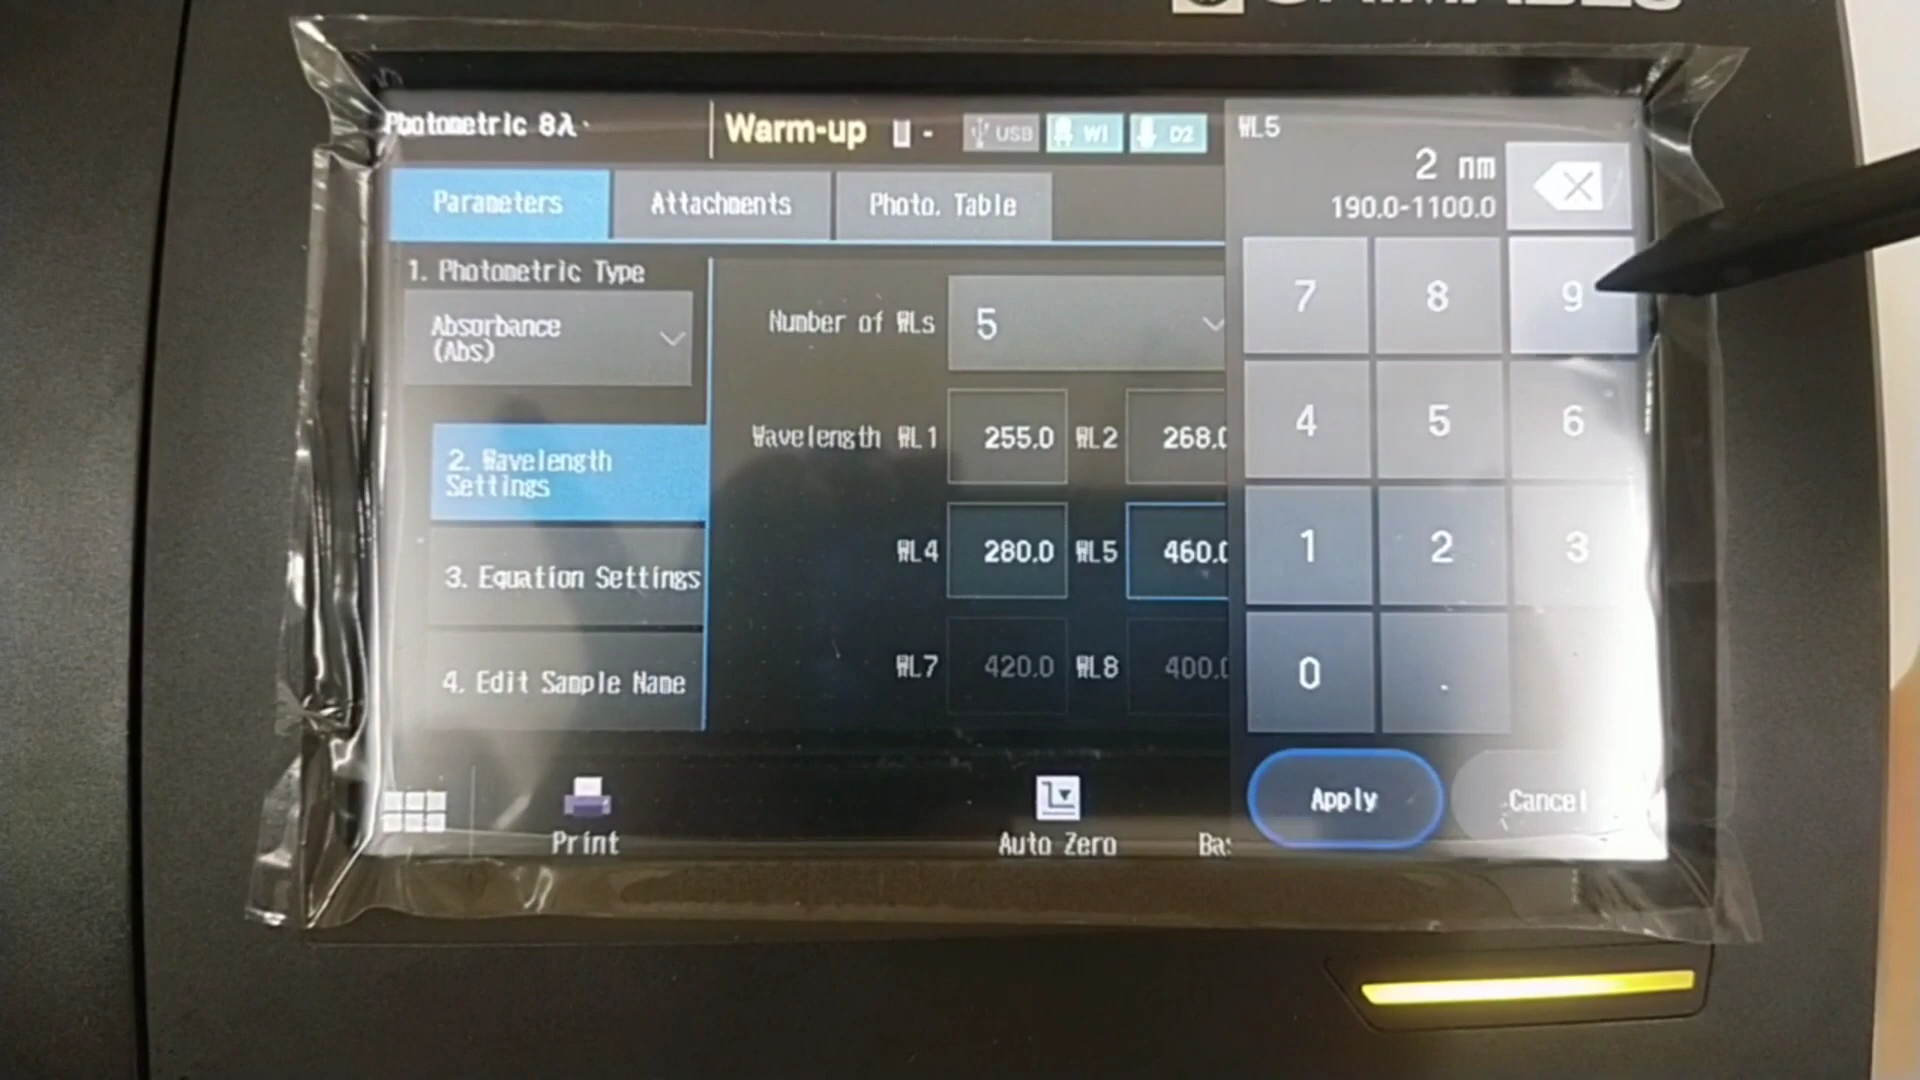 Photometric 8λ
Warm-up - USB WI D2
WL5
2 nm
190.0-1100.0
Parameters Attachments Photo. Table
1. Photometric Type
Absorbance
(Abs)
2. Wavelength
Settings
3. Equation Settings
4. Edit Sample Name
Number of WLs 5
Wavelength WL1 255.0 WL2 268.0
WL4 280.0 WL5 460.0
WL7 420.0 WL8 400.0
7 8 9
4 5 6
1 2 3
0 .
Apply Cancel
Print Auto Zero